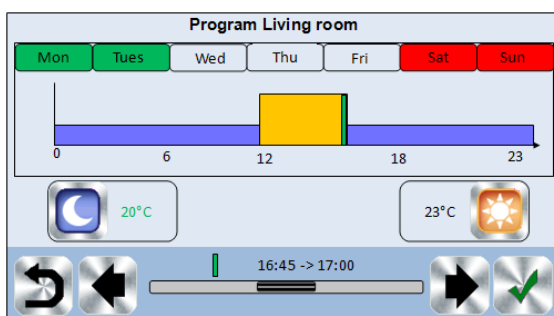 Program Living room
Mon Tues Wed Thu Fri Sat Sun
0 6 12 18 23
20°C 23°C
16:45 -> 17:00